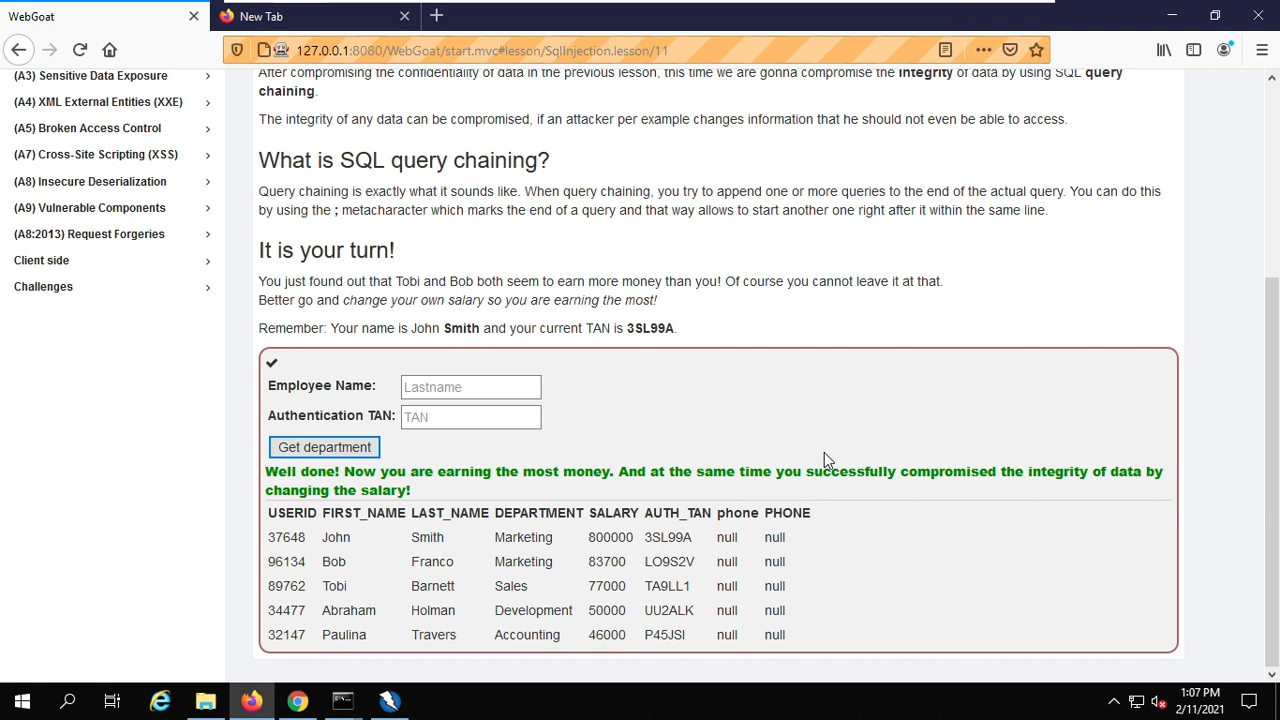 WebGoat
New Tab
127.0.0.1:8080/WebGoat/start.mvc#lesson/SqlInjection.lesson/11
(A3) Sensitive Data Exposure
(A4) XML External Entities (XXE)
(A5) Broken Access Control
(A7) Cross-Site Scripting (XSS)
(A8) Insecure Deserialization
(A9) Vulnerable Components
(A8:2013) Request Forgeries
Client side
Challenges
After compromising the confidentiality of data in the previous lesson, this time we are gonna compromise the integrity of data by using SQL query
chaining.
The integrity of any data can be compromised, if an attacker per example changes information that he should not even be able to access.
What is SQL query chaining?
Query chaining is exactly what it sounds like. When query chaining, you try to append one or more queries to the end of the actual query. You can do this
by using the ; metacharacter which marks the end of a query and that way allows to start another one right after it within the same line.
It is your turn!
You just found out that Tobi and Bob both seem to earn more money than you! Of course you cannot leave it at that.
Better go and change your own salary so you are earning the most!
Remember: Your name is John Smith and your current TAN is 3SL99A.
Employee Name: Lastname
Authentication TAN: TAN
Get department
Well done! Now you are earning the most money. And at the same time you successfully compromised the integrity of data by
changing the salary!
USERID FIRST_NAME LAST_NAME DEPARTMENT SALARY AUTH_TAN phone PHONE
37648 John Smith Marketing 800000 3SL99A null null
96134 Bob Franco Marketing 83700 LO9S2V null null
89762 Tobi Barnett Sales 77000 TA9LL1 null null
34477 Abraham Holman Development 50000 UU2ALK null null
32147 Paulina Travers Accounting 46000 P45JSI null null
1:07 PM
2/11/2021